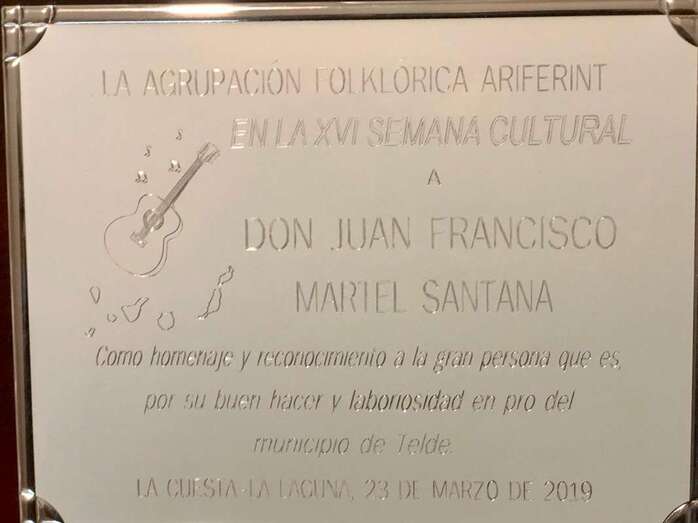 LA AGRUPACIÓN FOLKLÓRICA ARIFERINT
EN LA XVI SEMANA CULTURAL
A
DON JUAN FRANCISCO
MARTEL SANTANA
Como homenaje y reconocimiento a la gran persona que es,
por su buen hacer y laboriosidad en pro del
municipio de Telde.
LA CUESTA-LA LAGUNA, 23 DE MARZO DE 2019